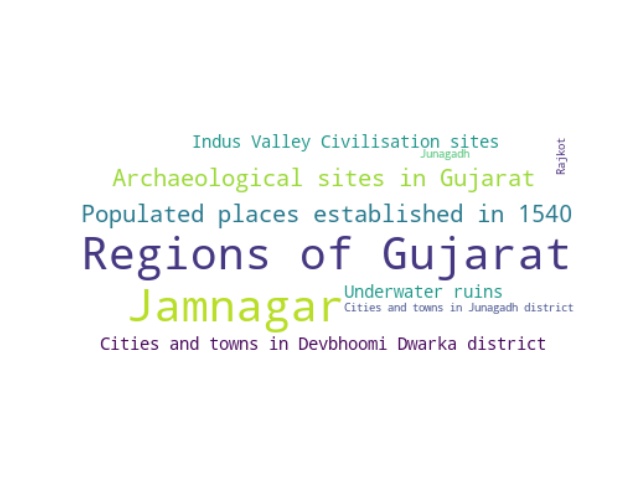 Indus Valley Civilisation sites
Junagadh
Rajkot
Archaeological sites in Gujarat
Populated places established in 1540
Regions of Gujarat
Jamnagar
Underwater ruins
Cities and towns in Junagadh district
Cities and towns in Devbhoomi Dwarka district